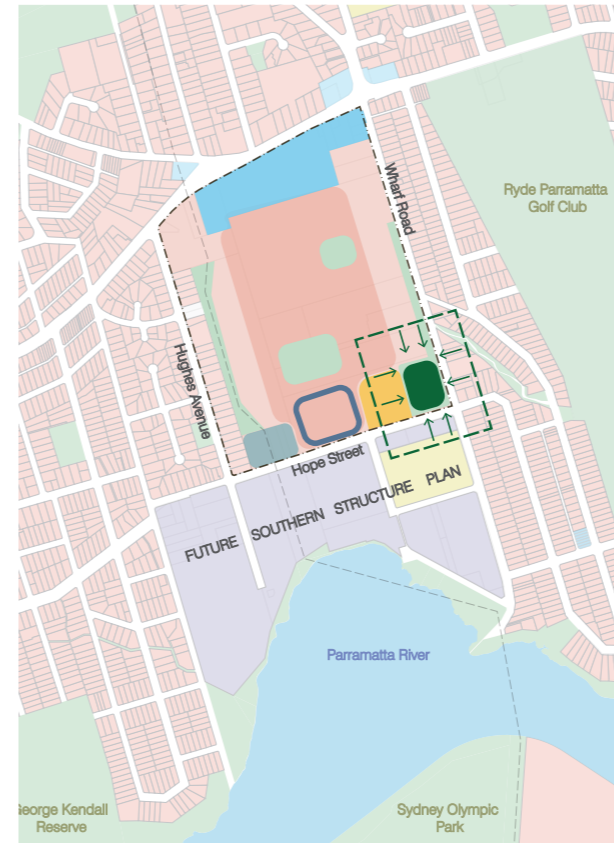 Wharf Road
Ryde Parramatta
Golf Club
Hughes Avenue
Hope Street
FUTURE SOUTHERN STRUCTURE PLAN
Parramatta River
George Kendall
Reserve
Sydney Olympic
Park